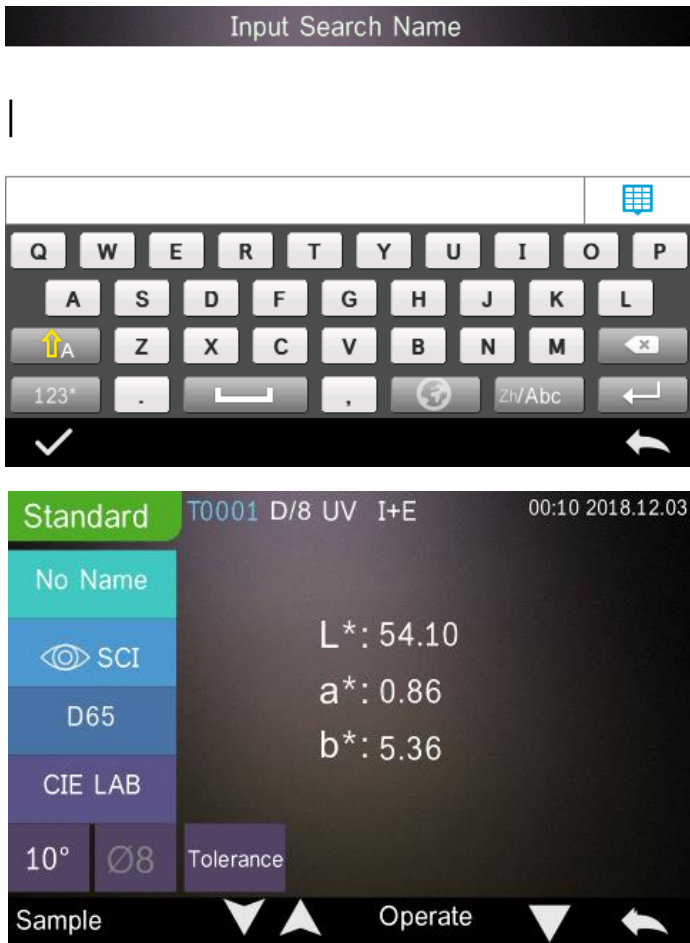 Input Search Name
Q W E R T Y U I O P
A S D F G H J K L
A Z X C V B N M
123* . , Zh/Abc
Standard T0001 D/8 UV I+E 00:10 2018.12.03
No Name
L*: 54.10
SCI
a*: 0.86
D65
b*: 5.36
CIE LAB
10° Ø8 Tolerance
Sample Operate